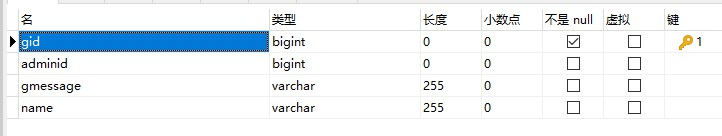 名 类型 长度 小数点 不是 null 虚拟 键
gid bigint 0 0 1
adminid bigint 0 0
gmessage varchar 255 0
name varchar 255 0